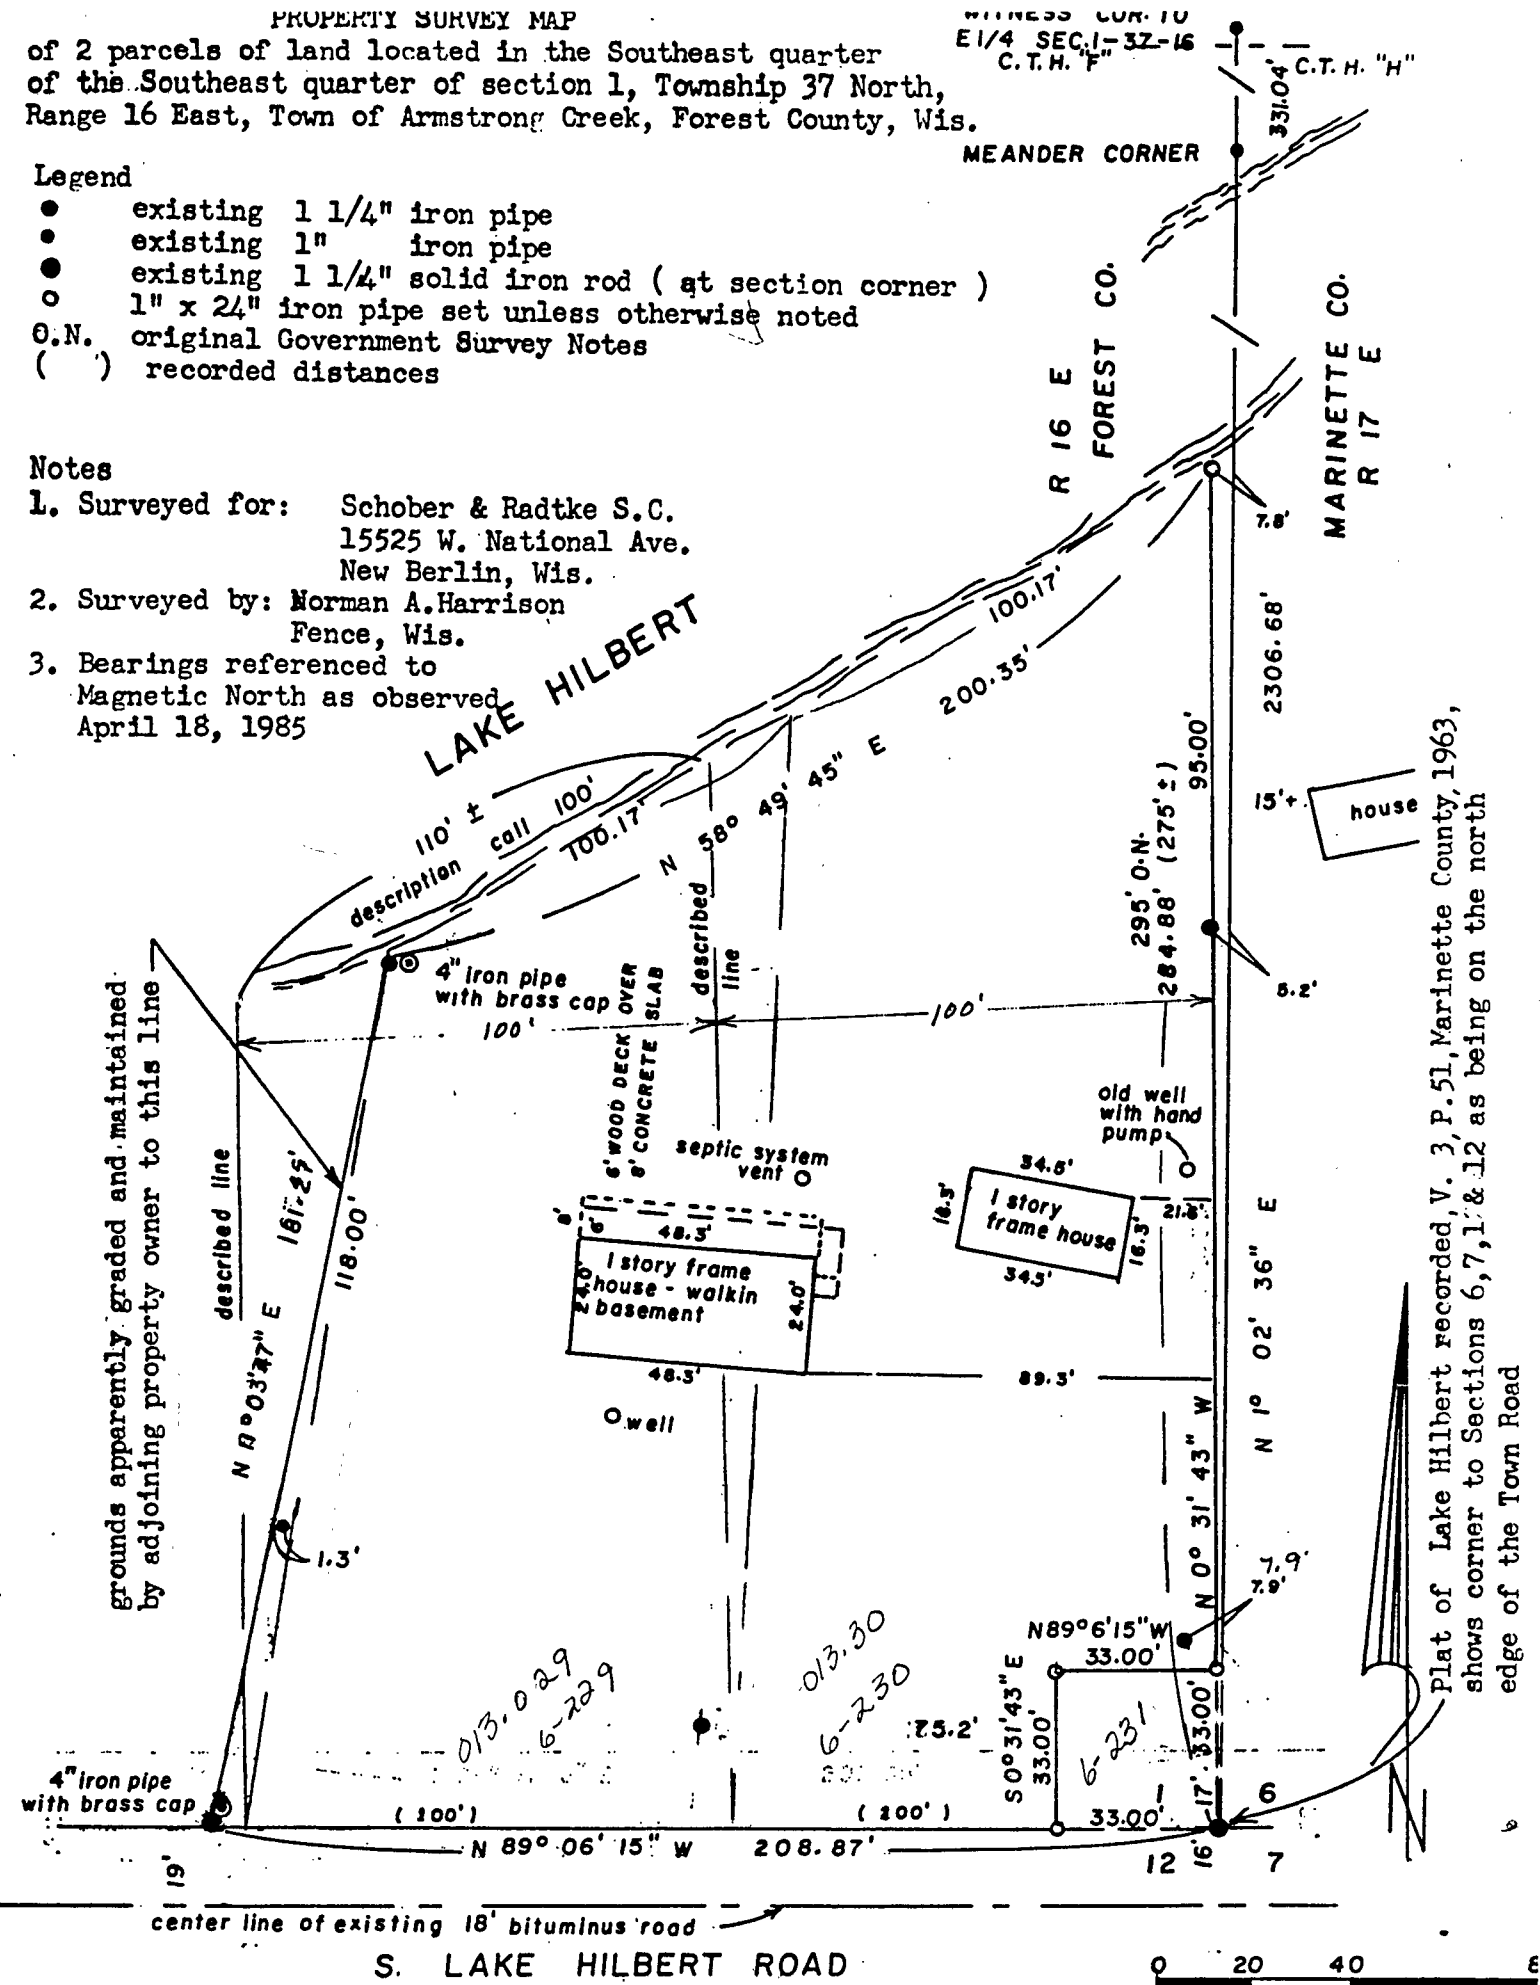 PROPERTY SURVEY MAP
of 2 parcels of land located in the Southeast quarter
of the Southeast quarter of section 1, Township 37 North,
Range 16 East, Town of Armstrong Creek, Forest County, Wis.
WITNESS COR. TO
E 1/4 SEC. 1-37-16
C.T.H. "F"
C.T.H. "H"
331.04'
MEANDER CORNER
Legend
existing 1 1/4" iron pipe
existing 1" iron pipe
existing 1 1/4" solid iron rod ( at section corner )
1" x 24" iron pipe set unless otherwise noted
O.N. original Government Survey Notes
( ) recorded distances
R 16 E
FOREST CO.
MARINETTE CO.
R 17 E
Notes
1. Surveyed for: Schober & Radtke S.C.
15525 W. National Ave.
New Berlin, Wis.
2. Surveyed by: Norman A.Harrison
Fence, Wis.
3. Bearings referenced to
Magnetic North as observed
April 18, 1985
LAKE HILBERT
7.8'
100.17'
200.35'
2306.68'
N 58° 49' 45" E
110' ±
description call 100'
100.17'
95.00'
295' O.N.
284.88' (275'±)
15'+
house
described
line
4" iron pipe
with brass cap
5.2'
100'
100'
grounds apparently graded and maintained
by adjoining property owner to this line
described line
118.00'
6' WOOD DECK OVER
8' CONCRETE SLAB
septic system
vent
old well
with hand
pump
34.5'
16.3'
1 story
frame house
16.3'
34.5'
21.6'
8'
6'
48.3'
1 story frame
house - walkin
basement
24.0'
24.0'
48.3'
89.3'
well
N 0° 31' 43" W
N 1° 02' 36" E
1.3'
7.9'
7.9'
N89°6'15"W
33.00'
S0°31'43"E
33.00'
33.00'
17'
33.00'
013.029
6-229
013.30
6-230
75.2'
6-231
4" iron pipe
with brass cap
(100')
(100')
N 89° 06' 15" W 208.87'
6
12
16'
7
19'
center line of existing 18' bituminus road
S. LAKE HILBERT ROAD
0 20 40
Plat of Lake Hilbert recorded, V. 3, P.51, Marinette County, 1963,
shows corner to Sections 6,7,1 & 12 as being on the north
edge of the Town Road